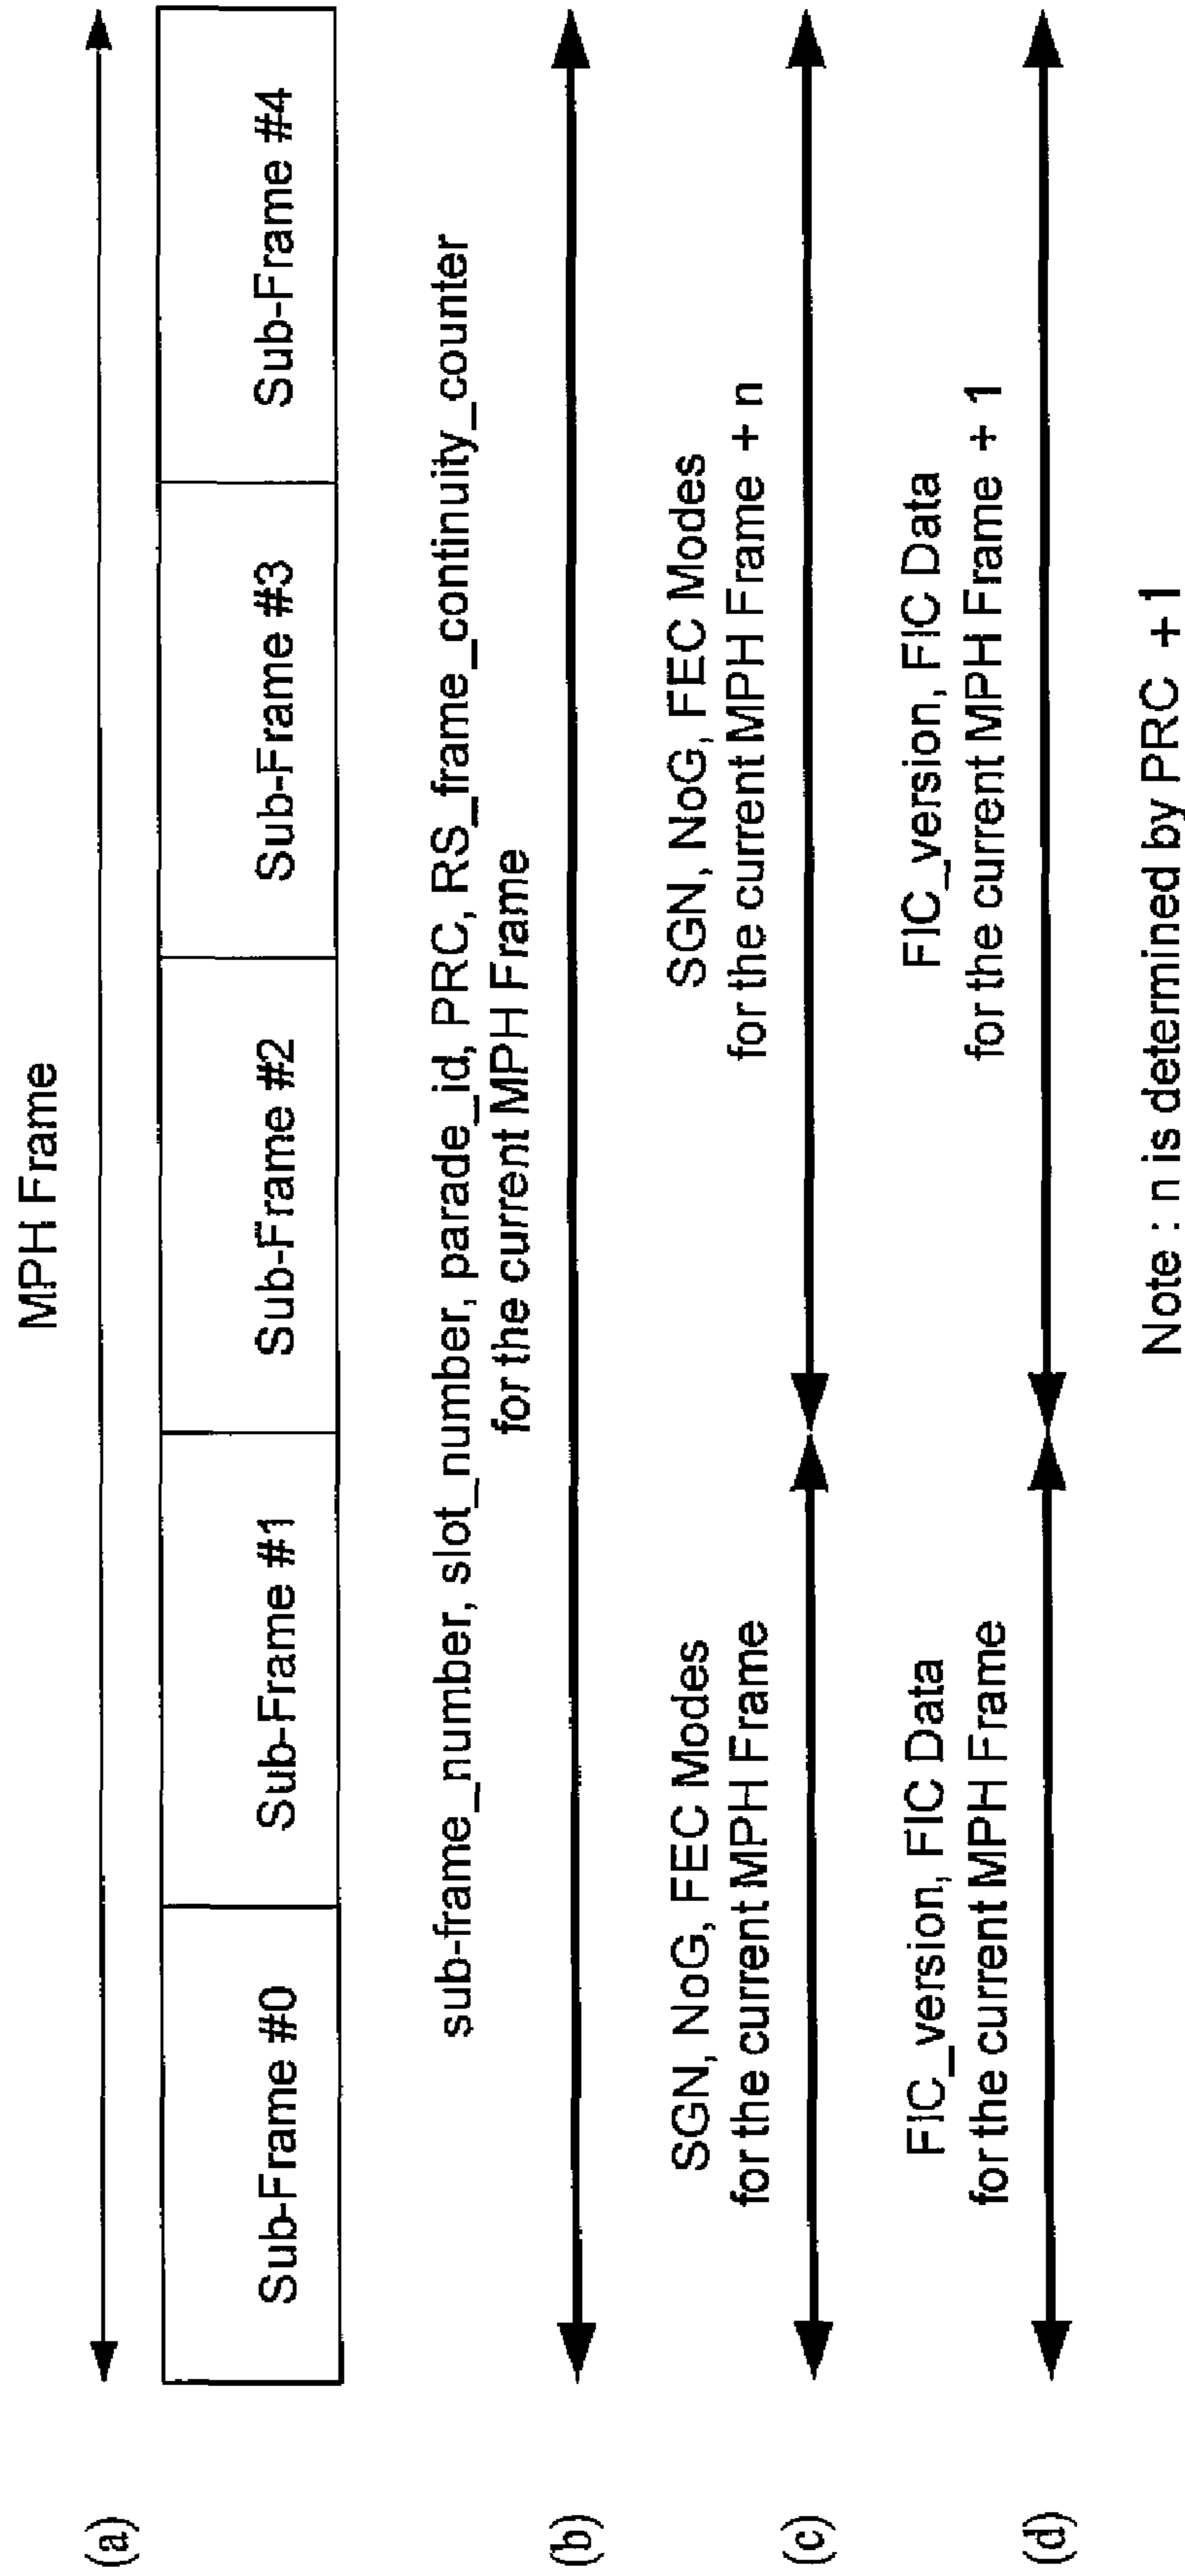 MPH Frame
(a)
Sub-Frame #0
Sub-Frame #1
Sub-Frame #2
Sub-Frame #3
Sub-Frame #4
sub-frame_number, slot_number, parade_id, PRC, RS_frame_continuity_counter
for the current MPH Frame
(b)
SGN, NoG, FEC Modes
for the current MPH Frame
SGN, NoG, FEC Modes
for the current MPH Frame + n
(c)
FIC_version, FIC Data
for the current MPH Frame
FIC_version, FIC Data
for the current MPH Frame + 1
(d)
Note : n is determined by PRC + 1